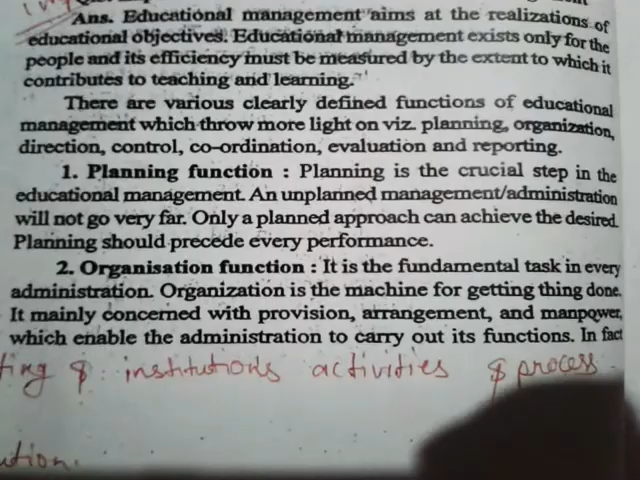 Ans. Educational management aims at the realizations of
educational objectives. Educational management exists only for the
people and its efficiency must be measured by the extent to which it
contributes to teaching and learning."
There are various clearly defined functions of educational
management which throw more light on viz. planning, organization,
direction, control, co-ordination, evaluation and reporting.
1. Planning function : Planning is the crucial step in the
educational management. An unplanned management/administration
will not go very far. Only a planned approach can achieve the desired.
Planning should precede every performance.
2. Organisation function : It is the fundamental task in every
administration. Organization is the machine for getting thing done.
It mainly concerned with provision, arrangement, and manpower,
which enable the administration to carry out its functions. In fact
ting & institutions activities & process
ution.